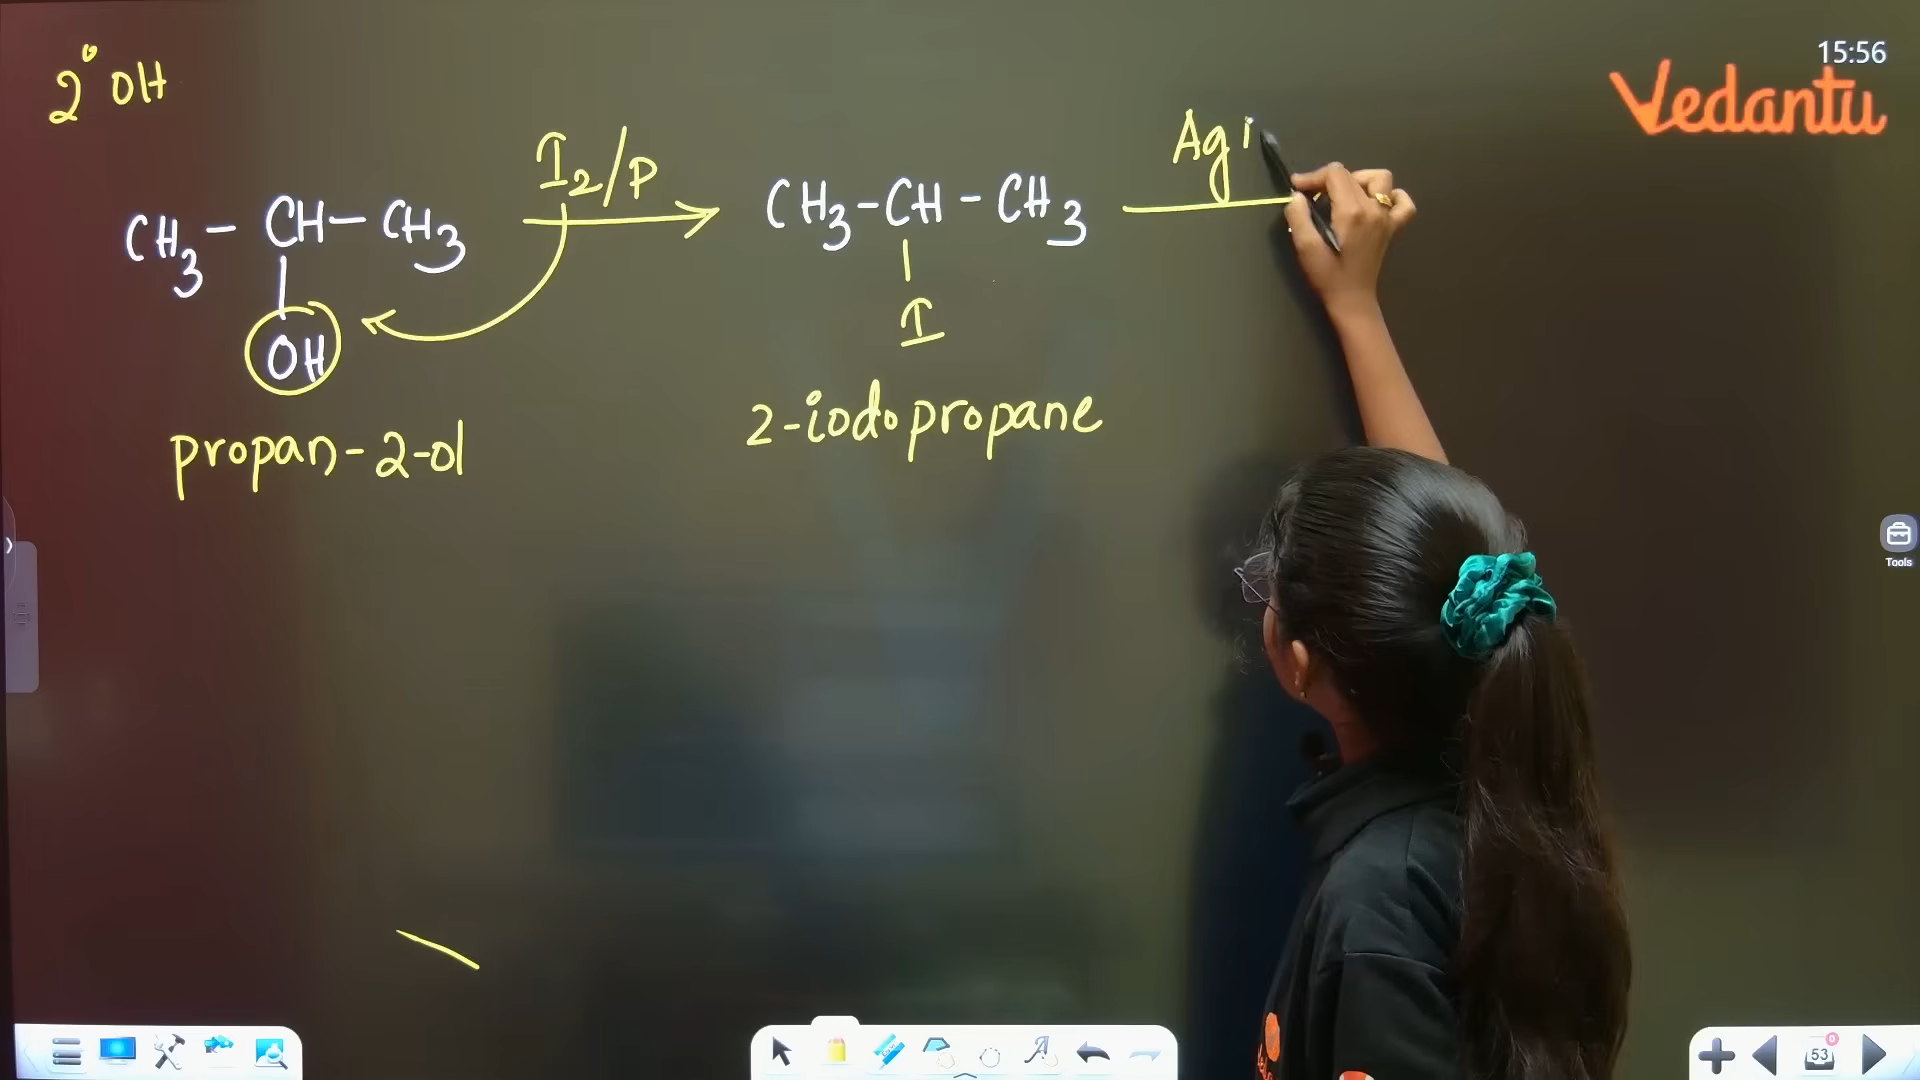 2° OH
15:56
Vedantu
I2/P
Ag
CH3 - CH - CH3
CH3 - CH - CH3
I
OH
2-iodopropane
propan-2-ol
Tools
53